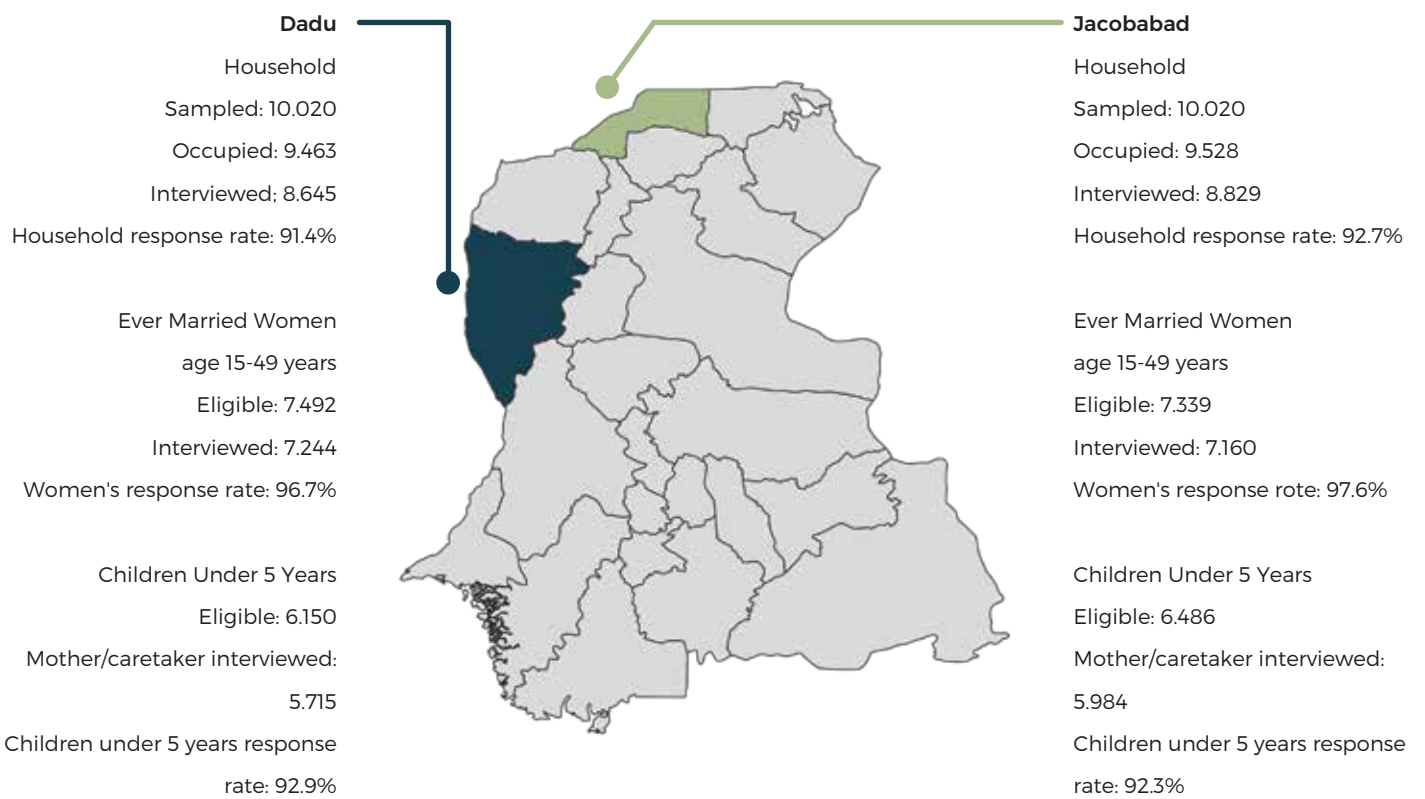 Dadu
Household
Sampled: 10.020
Occupied: 9.463
Interviewed; 8.645
Household response rate: 91.4%
Ever Married Women
age 15-49 years
Eligible: 7.492
Interviewed: 7.244
Women's response rate: 96.7%
Children Under 5 Years
Eligible: 6.150
Mother/caretaker interviewed:
5.715
Children under 5 years response
rate: 92.9%
Jacobabad
Household
Sampled: 10.020
Occupied: 9.528
Interviewed: 8.829
Household response rate: 92.7%
Ever Married Women
age 15-49 years
Eligible: 7.339
Interviewed: 7.160
Women's response rote: 97.6%
Children Under 5 Years
Eligible: 6.486
Mother/caretaker interviewed:
5.984
Children under 5 years response
rate: 92.3%